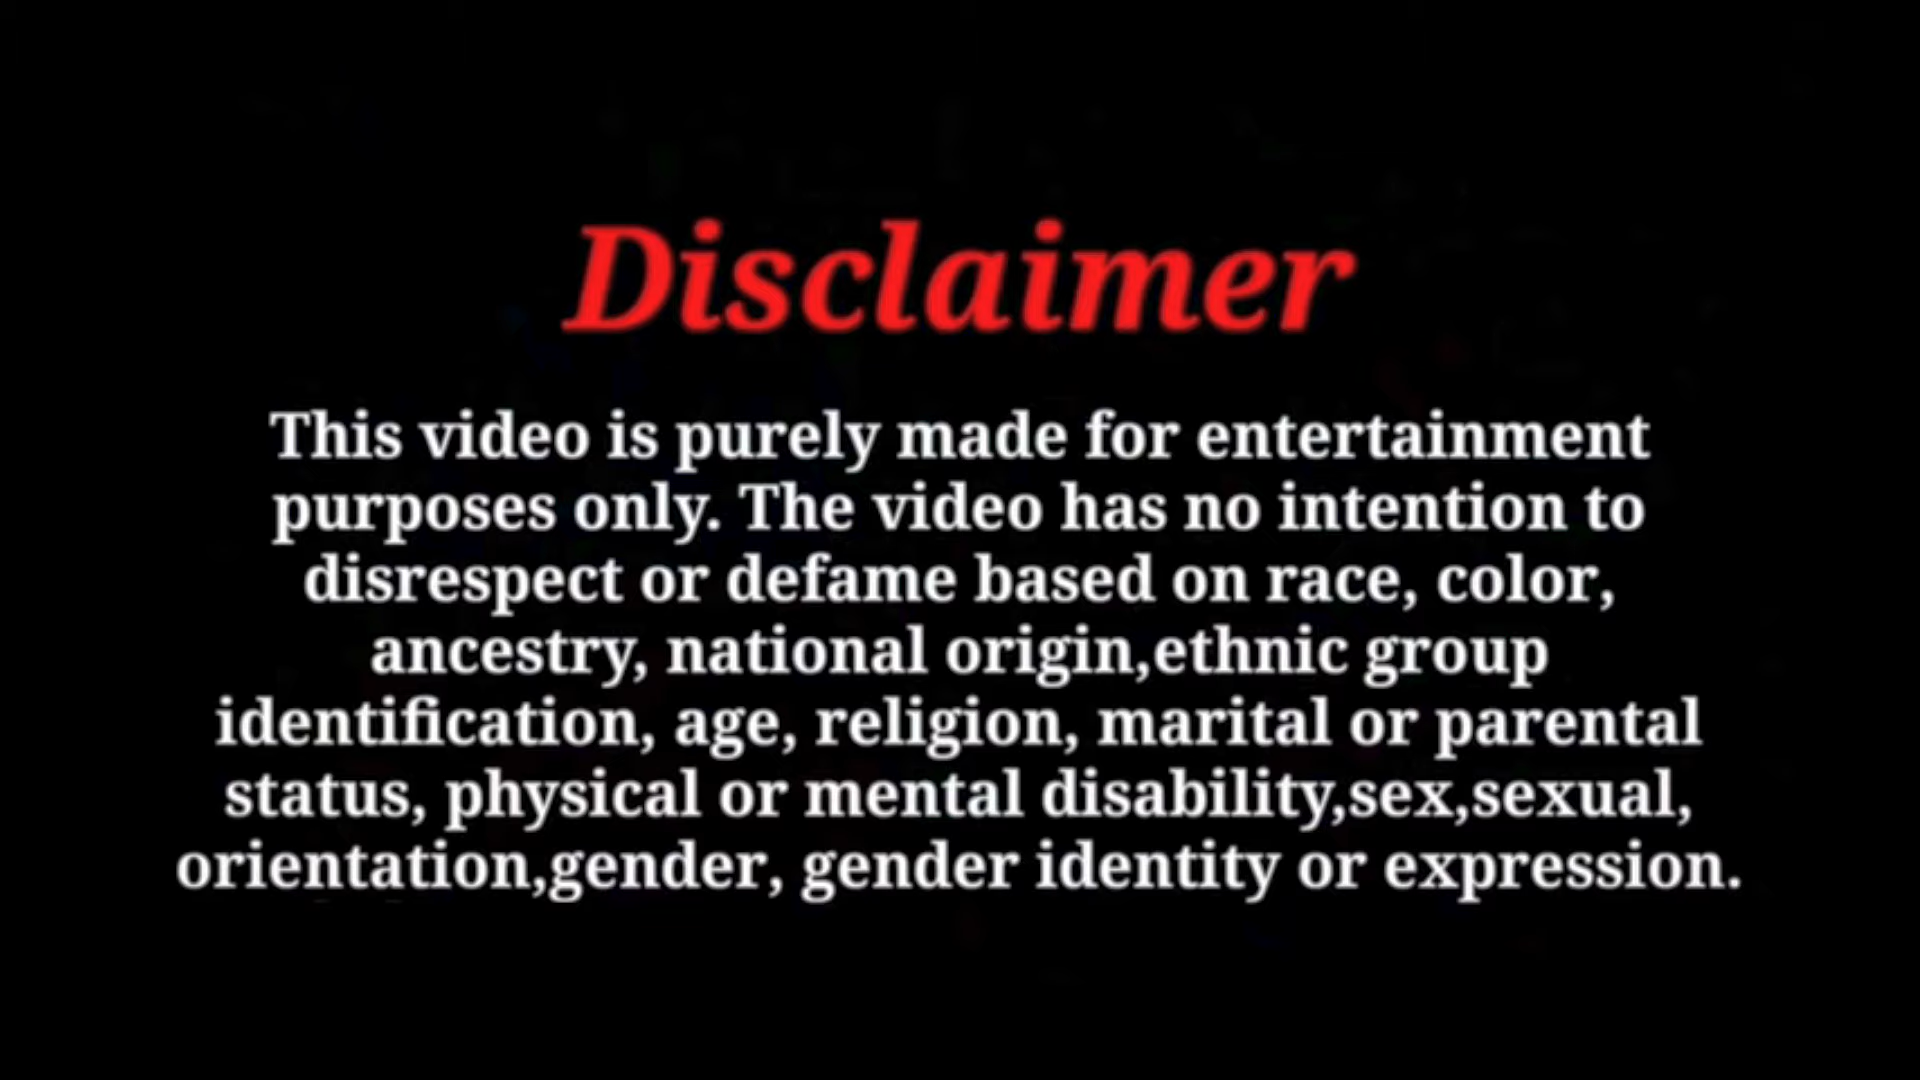 Disclaimer
This video is purely made for entertainment
purposes only. The video has no intention to
disrespect or defame based on race, color,
ancestry, national origin,ethnic group
identification, age, religion, marital or parental
status, physical or mental disability,sex,sexual,
orientation,gender, gender identity or expression.